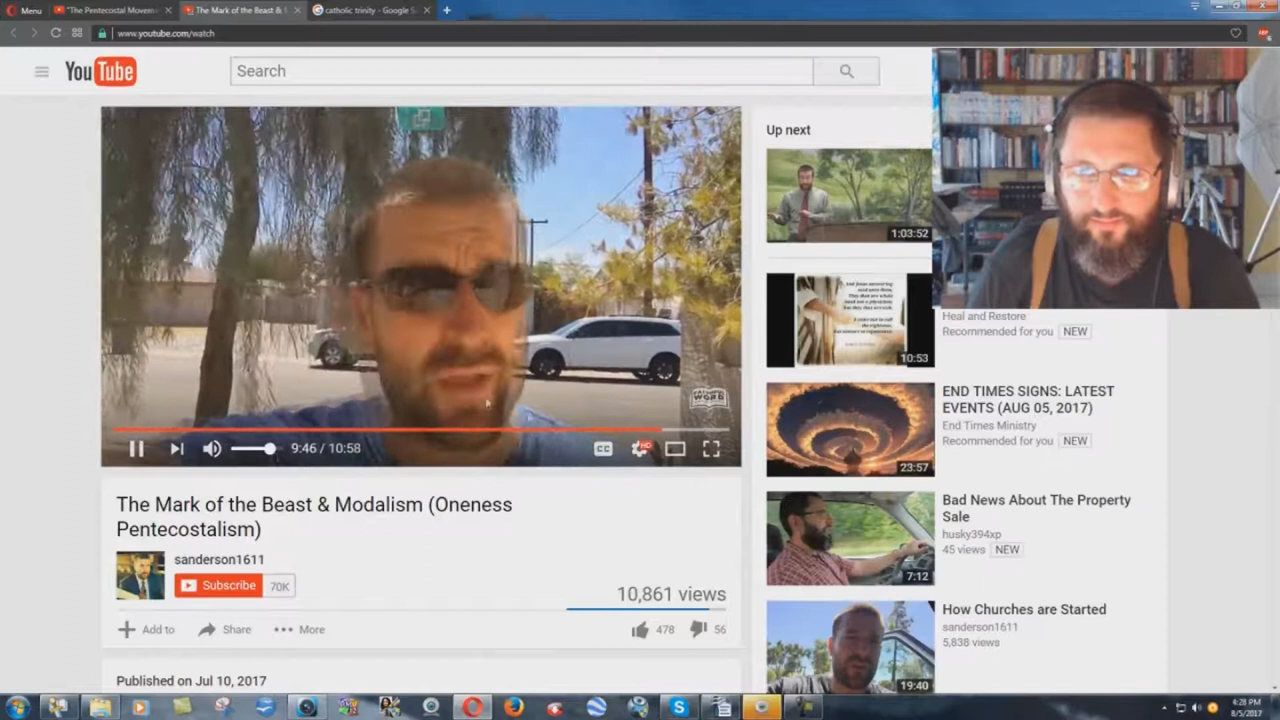 Menu
"The Pentecostal Movem
The Mark of the Beast & 
catholic trinity - Google S
www.youtube.com/watch
YouTube
Search
Up next
1:03:52
10:53
Heal and Restore
Recommended for you NEW
END TIMES SIGNS: LATEST
EVENTS (AUG 05, 2017)
End Times Ministry
Recommended for you NEW
23:57
Bad News About The Property
Sale
husky394xp
45 views NEW
7:12
How Churches are Started
sanderson1611
5,838 views
19:40
WORD
9:46 / 10:58
CC
HD
The Mark of the Beast & Modalism (Oneness
Pentecostalism)
sanderson1611
Subscribe 70K
10,861 views
Add to Share More 478 56
Published on Jul 10, 2017
6:28 PM
8/5/2017